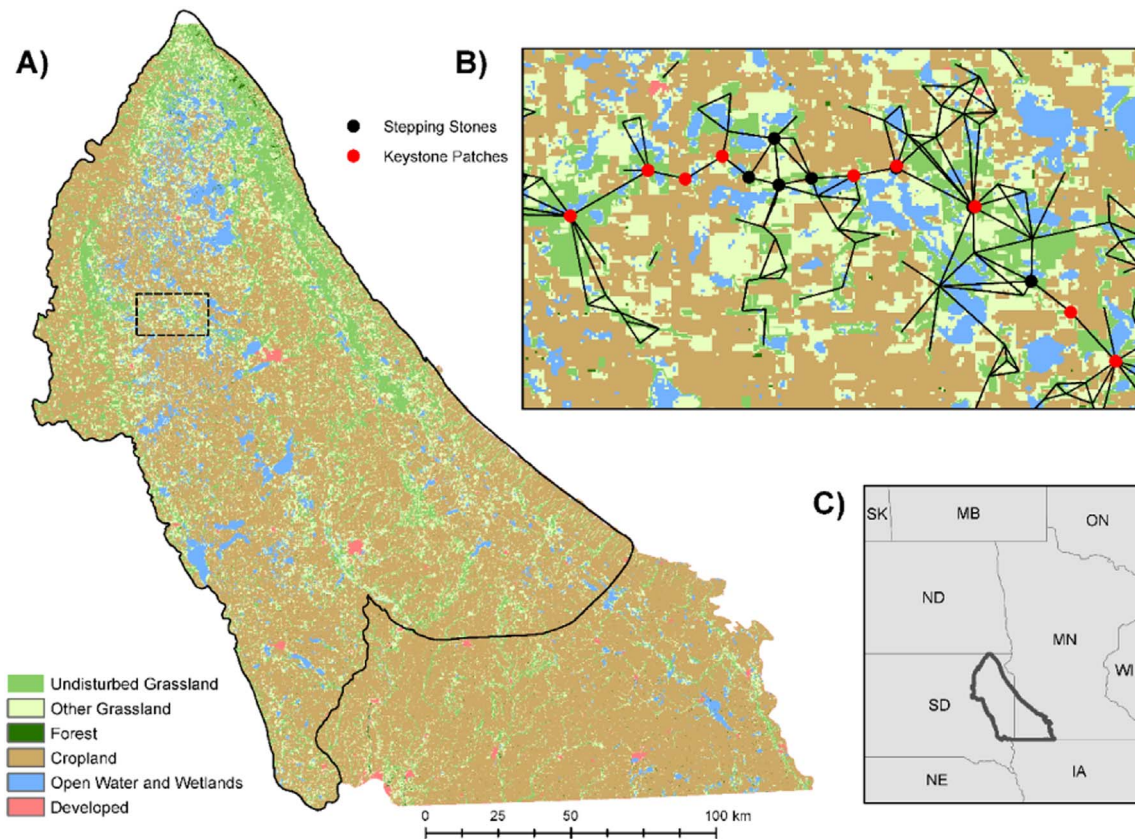 A)
B)
Stepping Stones
Keystone Patches
C)
SK
MB
ON
ND
MN
WI
SD
NE
IA
Undisturbed Grassland
Other Grassland
Forest
Cropland
Open Water and Wetlands
Developed
0 25 50 100 km